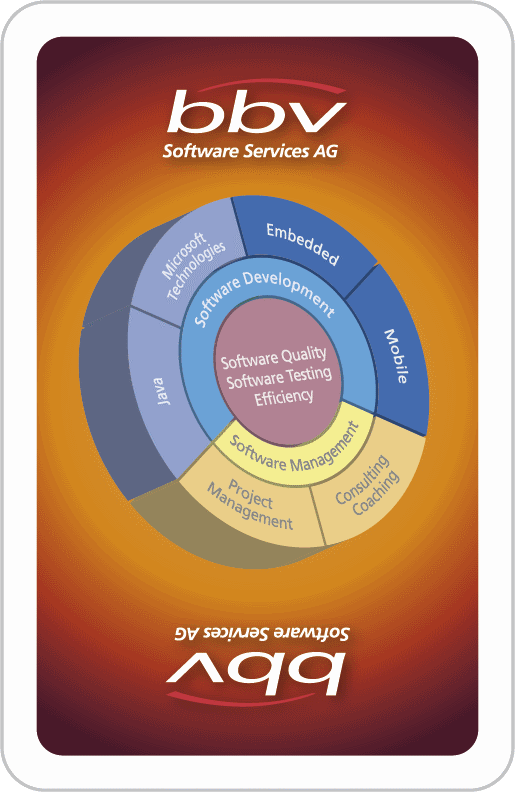 bbv
Software Services AG
Embedded
Microsoft
Technologies
Software Development
Mobile
Java
Software Quality
Software Testing
Efficiency
Software Management
Project
Management
Consulting
Coaching
Software Services AG
bbv